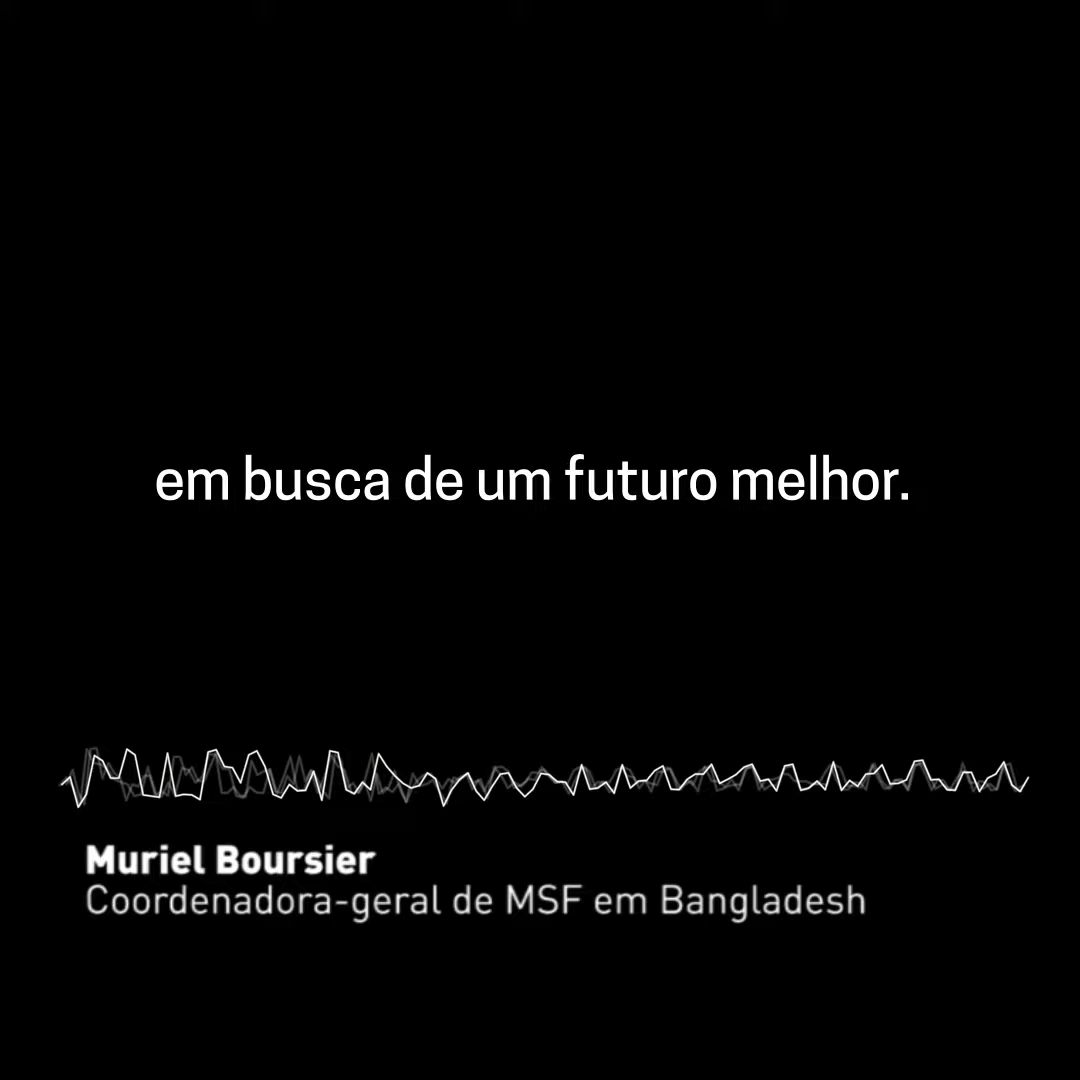 em busca de um futuro melhor.
Muriel Boursier
Coordenadora-geral de MSF em Bangladesh